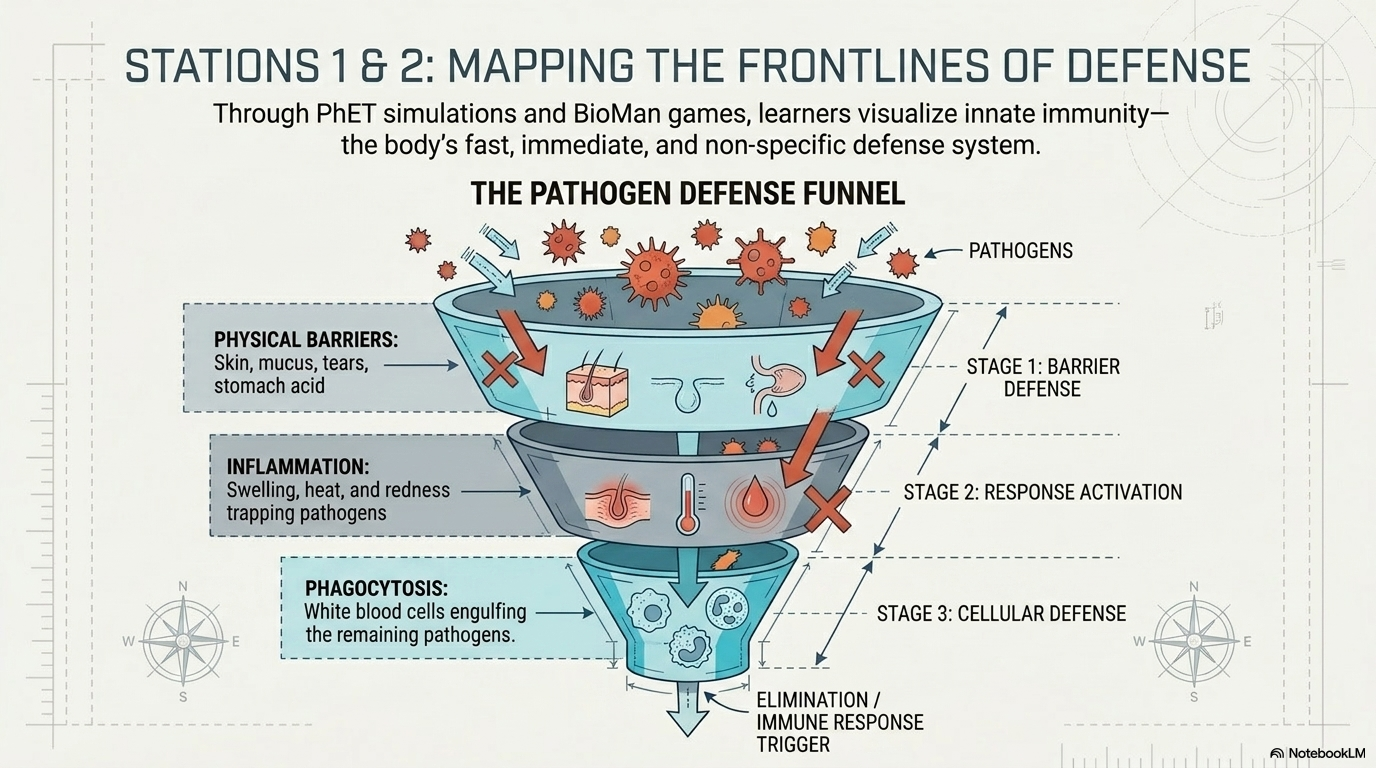 STATIONS 1 & 2: MAPPING THE FRONTLINES OF DEFENSE
Through PhET simulations and BioMan games, learners visualize innate immunity—
the body's fast, immediate, and non-specific defense system.
THE PATHOGEN DEFENSE FUNNEL
PATHOGENS
PHYSICAL BARRIERS:
Skin, mucus, tears,
stomach acid
STAGE 1: BARRIER
DEFENSE
INFLAMMATION:
Swelling, heat, and redness
trapping pathogens
STAGE 2: RESPONSE ACTIVATION
PHAGOCYTOSIS:
White blood cells engulfing
the remaining pathogens.
STAGE 3: CELLULAR DEFENSE
N
W E
S
N
W E
S
ELIMINATION /
IMMUNE RESPONSE
TRIGGER
NotebookLM